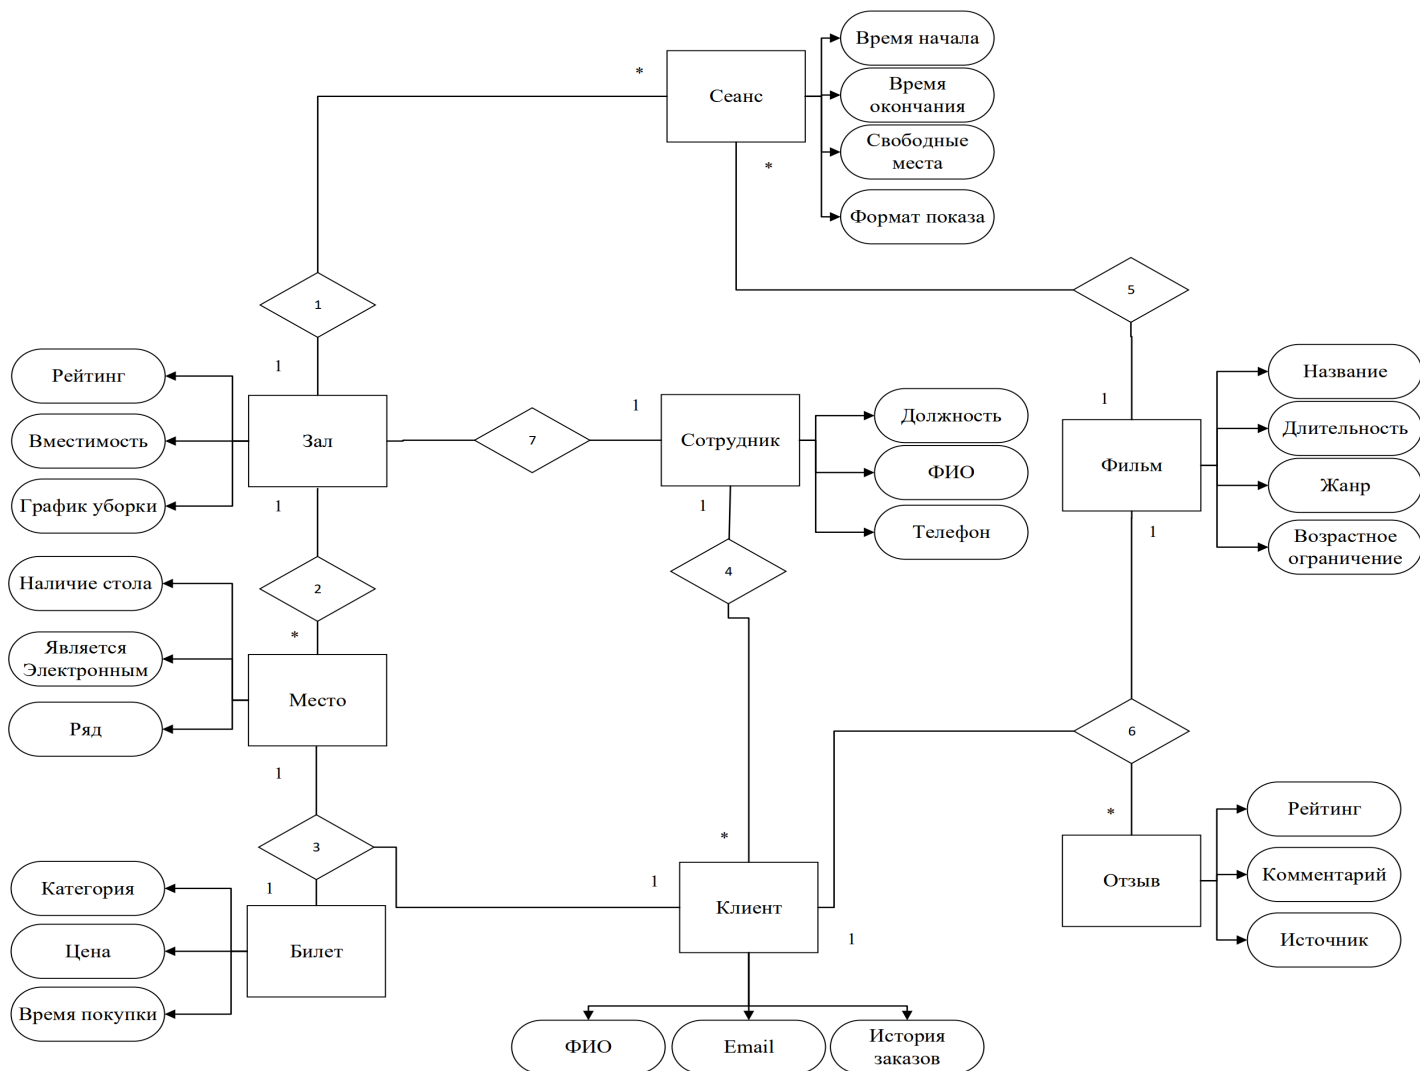 Время начала
*
Сеанс
Время
окончания
Свободные
места
*
Формат показа
5
1
1
Рейтинг
Название
1
1
Должность
Вместимость
7
Зал
Сотрудник
Длительность
ФИО
Фильм
График уборки
1
1
Жанр
Телефон
1
Возрастное
ограничение
Наличие стола
2
4
*
Является
Электронным
Место
Ряд
6
1
Рейтинг
*
*
3
Категория
1
1
Комментарий
Отзыв
Клиент
Цена
Билет
1
Источник
Время покупки
ФИО
Email
История
заказов